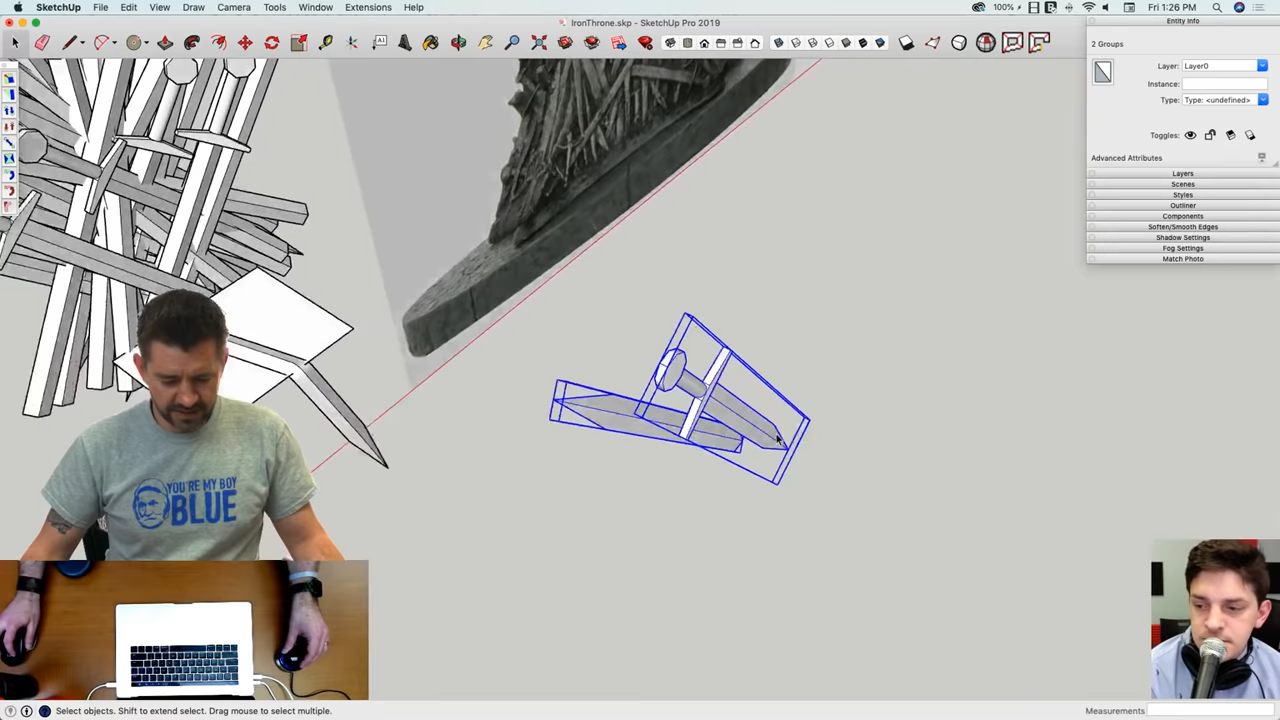 SketchUp File Edit View Draw Camera Tools Window Extensions Help
100% Fri 1:26 PM
IronThrone.skp - SketchUp Pro 2019
Entity Info
2 Groups
Layer: Layer0
Instance:
Type: Type: <undefined>
Toggles:
Advanced Attributes
Layers
Scenes
Styles
Outliner
Components
Soften/Smooth Edges
Shadow Settings
Fog Settings
Match Photo
YOU'RE MY BOY
BLUE
Select objects. Shift to extend select. Drag mouse to select multiple.
Measurements